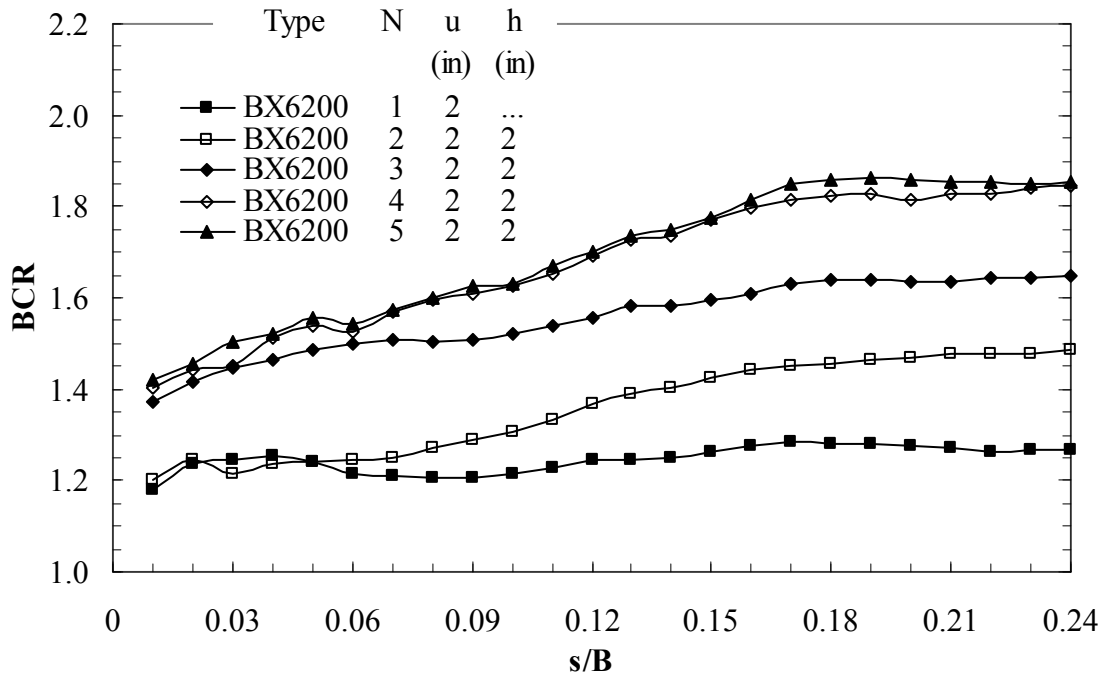 Type N u h
(in) (in)
BX6200 1 2 ...
BX6200 2 2 2
BX6200 3 2 2
BX6200 4 2 2
BX6200 5 2 2
2.2
2.0
1.8
1.6
1.4
1.2
1.0
BCR
0 0.03 0.06 0.09 0.12 0.15 0.18 0.21 0.24
s/B